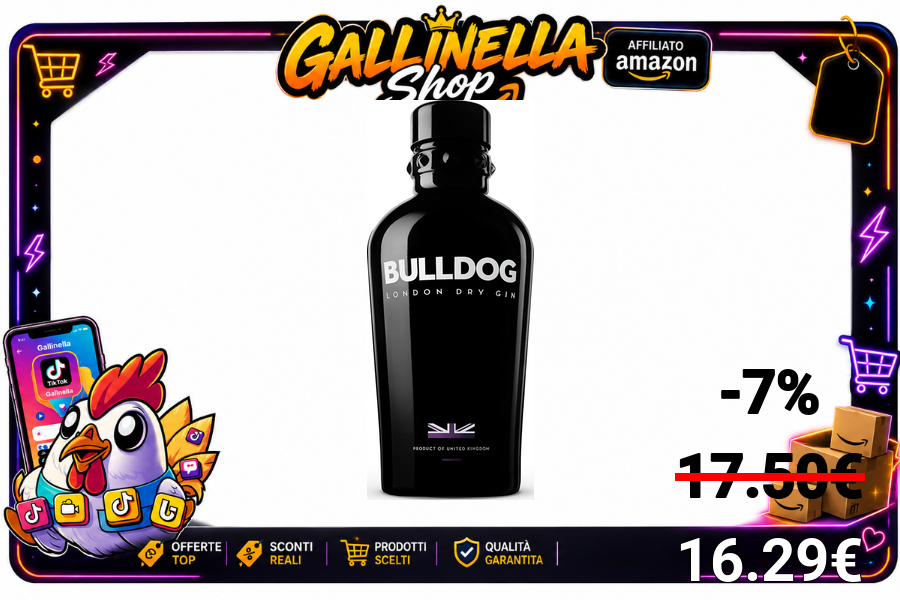 GALLINELLA
Shop
AFFILIATO
amazon
BULLDOG
LONDON DRY GIN
PRODUCT OF UNITED KINGDOM
Gallinella
TikTok
Gallinella
-7%
17.50€
16.29€
OFFERTE
TOP
SCONTI
REALI
PRODOTTI
SCELTI
QUALITÀ
GARANTITA